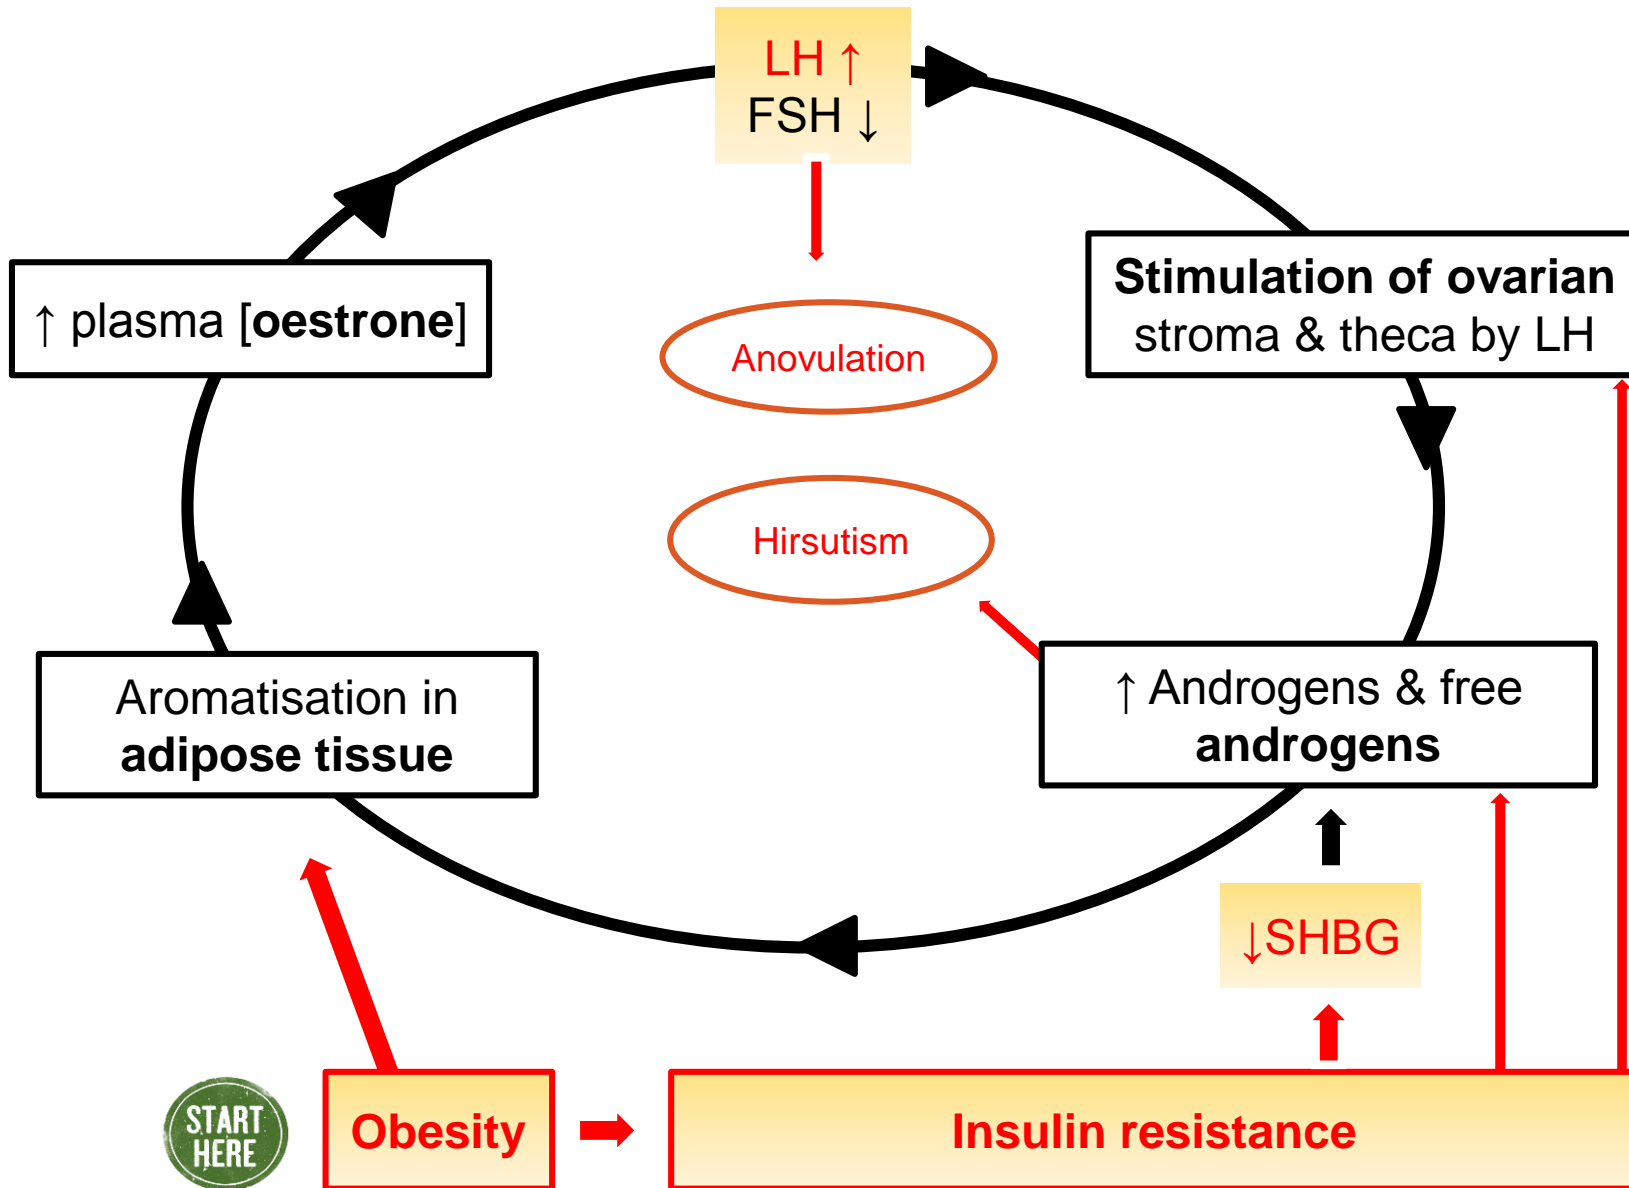 LH ↑
FSH ↓
↑ plasma [oestrone]
Stimulation of ovarian
stroma & theca by LH
Anovulation
Hirsutism
Aromatisation in
adipose tissue
↑ Androgens & free
androgens
↓SHBG
START
HERE
Obesity
Insulin resistance